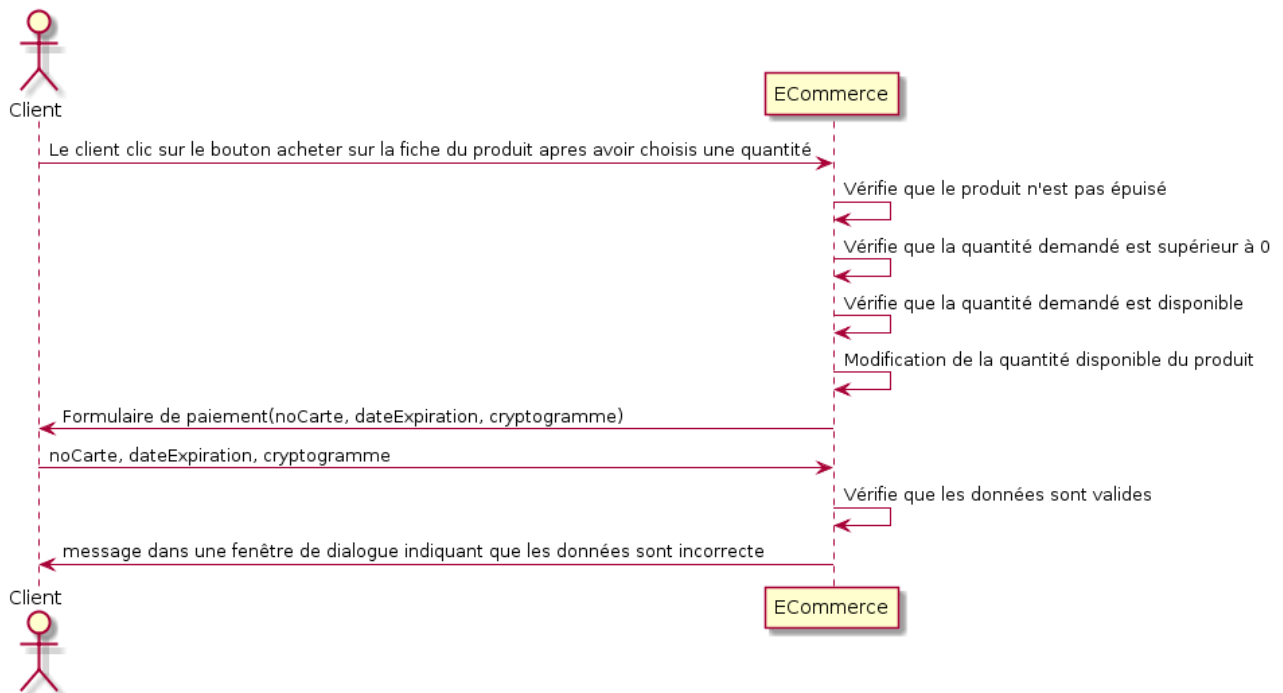 Client
ECommerce
Le client clic sur le bouton acheter sur la fiche du produit apres avoir choisis une quantité
Vérifie que le produit n'est pas épuisé
Vérifie que la quantité demandé est supérieur à 0
Vérifie que la quantité demandé est disponible
Modification de la quantité disponible du produit
Formulaire de paiement(noCarte, dateExpiration, cryptogramme)
noCarte, dateExpiration, cryptogramme
Vérifie que les données sont valides
message dans une fenêtre de dialogue indiquant que les données sont incorrecte
Client
ECommerce